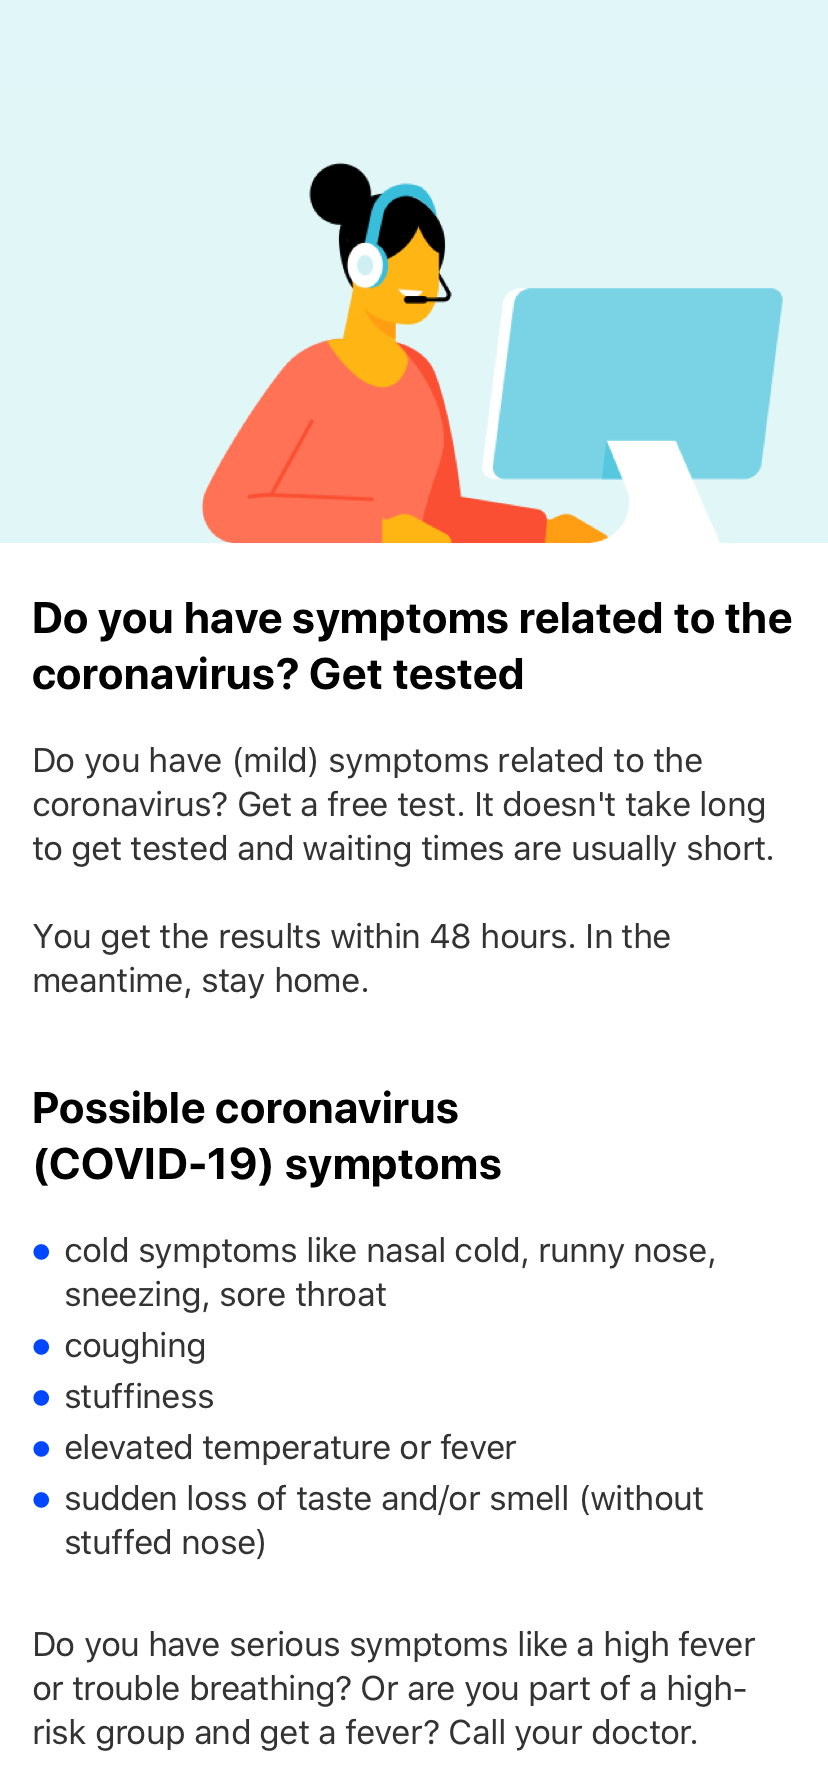 Do you have symptoms related to the
coronavirus? Get tested
Do you have (mild) symptoms related to the
coronavirus? Get a free test. It doesn't take long
to get tested and waiting times are usually short.
You get the results within 48 hours. In the
meantime, stay home.
Possible coronavirus
(COVID-19) symptoms
cold symptoms like nasal cold, runny nose,
sneezing, sore throat
coughing
stuffiness
elevated temperature or fever
sudden loss of taste and/or smell (without
stuffed nose)
Do you have serious symptoms like a high fever
or trouble breathing? Or are you part of a high-
risk group and get a fever? Call your doctor.